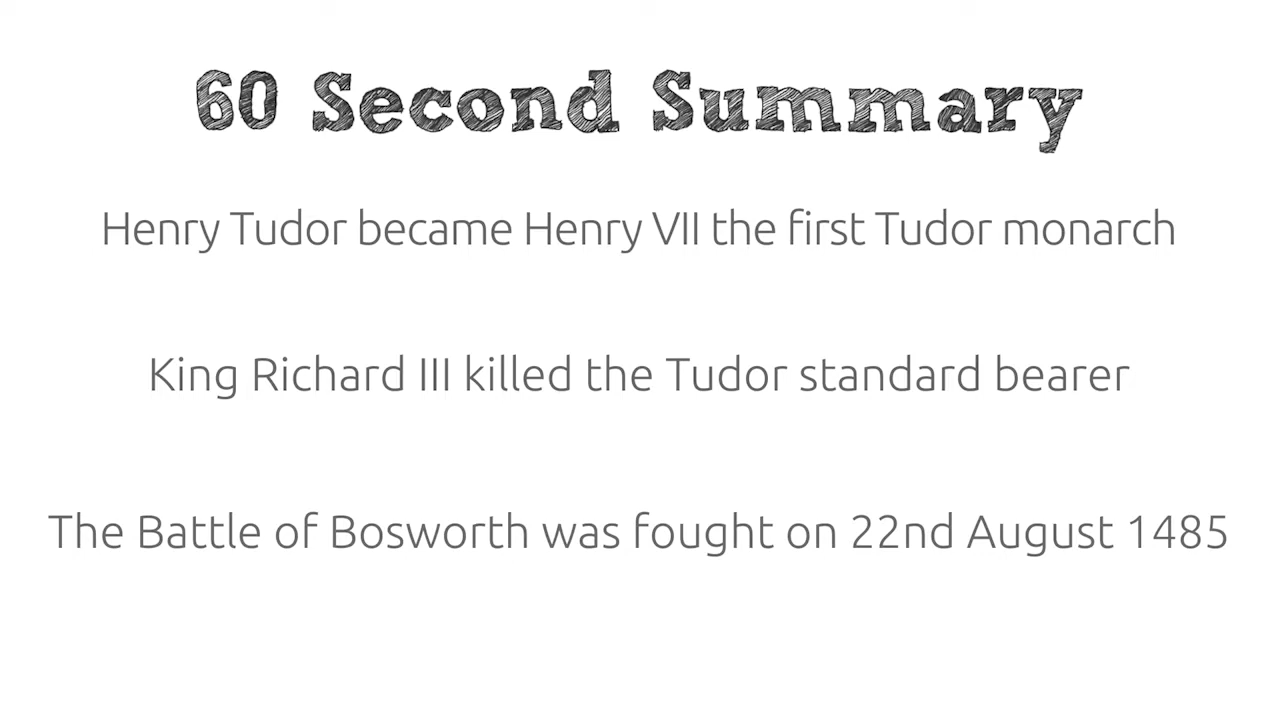 60 Second Summary
Henry Tudor became Henry VII the first Tudor monarch
King Richard III killed the Tudor standard bearer
The Battle of Bosworth was fought on 22nd August 1485